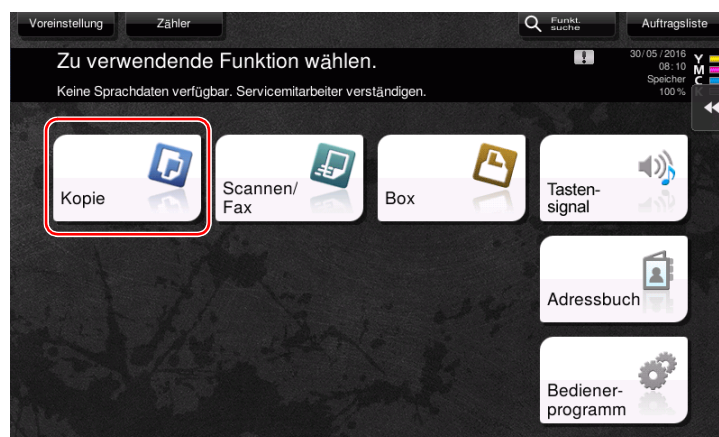 Voreinstellung
Zähler
Funkt.
suche
Auftragsliste
Zu verwendende Funktion wählen.
Keine Sprachdaten verfügbar. Servicemitarbeiter verständigen.
30/05/2016
08:10
Speicher
100 %
Y
M
C
K
Kopie
Scannen/
Fax
Box
Tasten-
signal
Adressbuch
Bediener-
programm